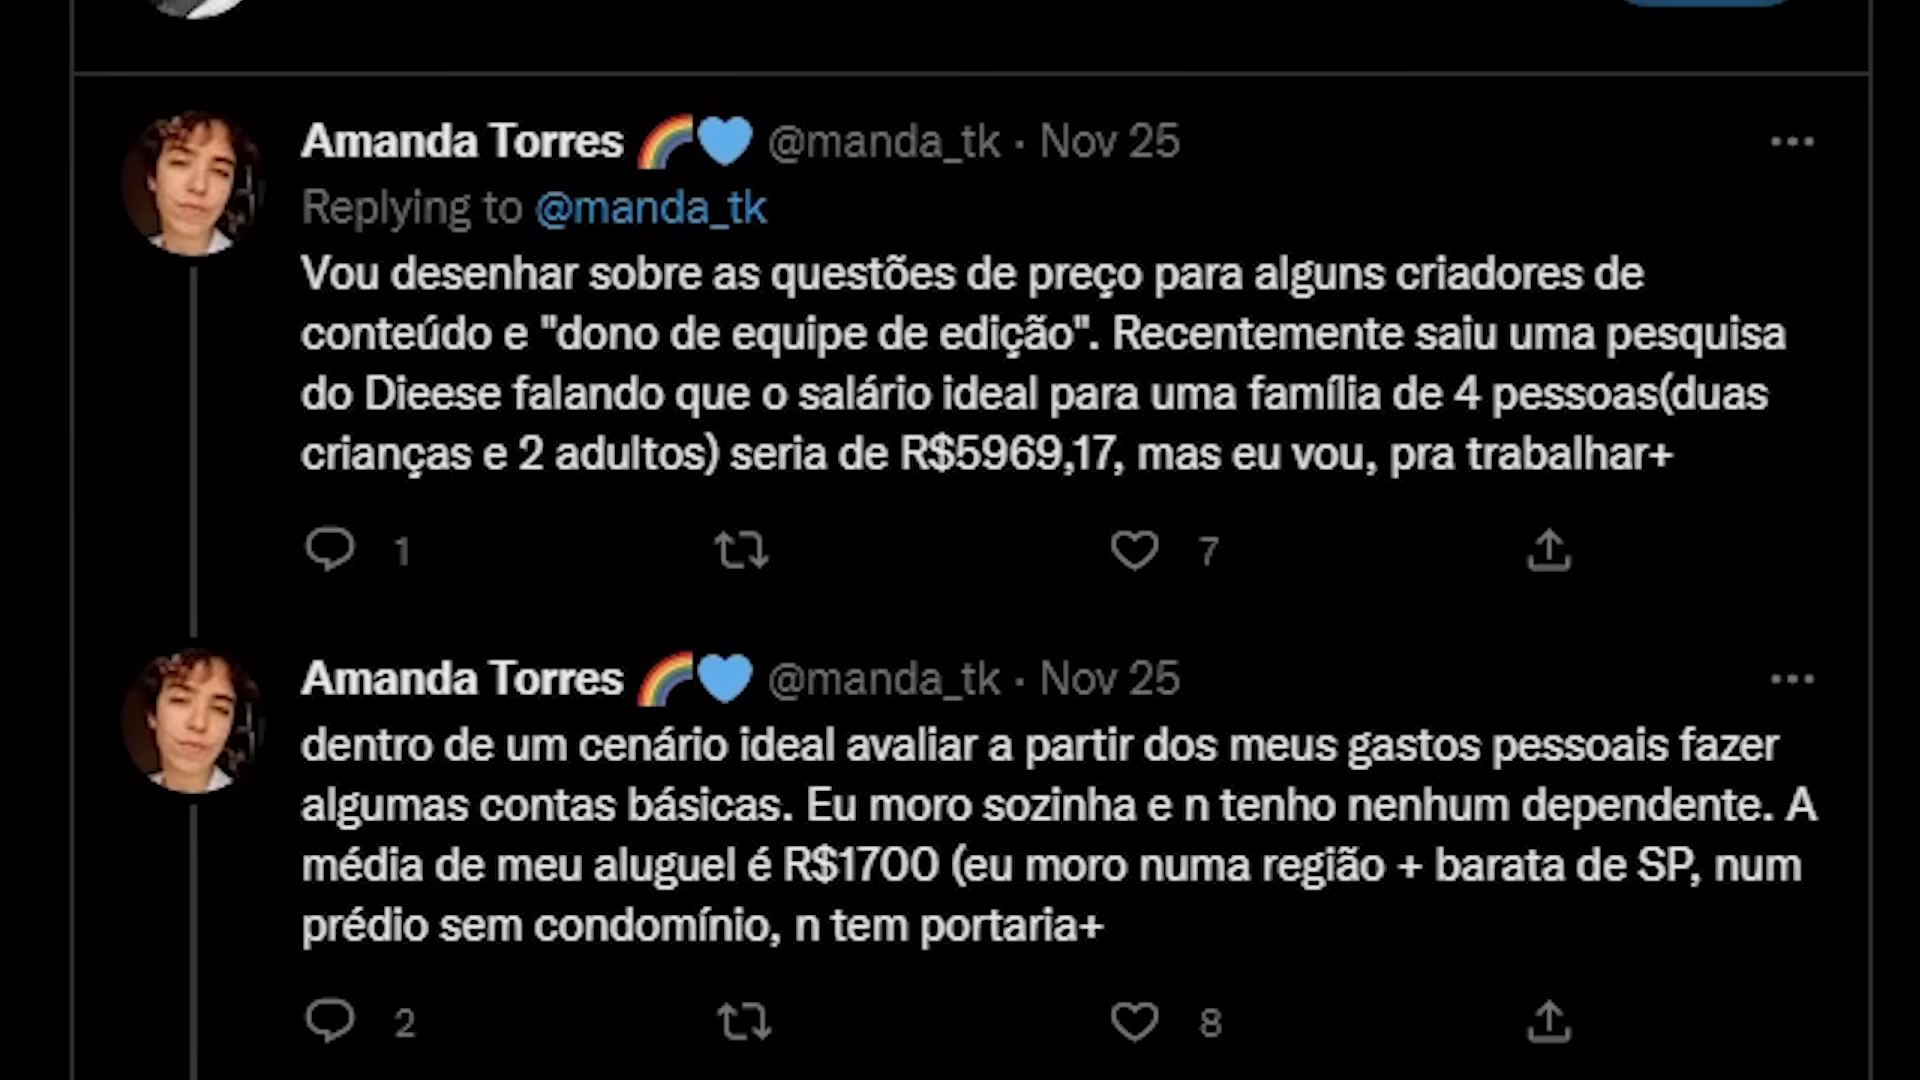 Amanda Torres 🌈💙 @manda_tk · Nov 25
Replying to @manda_tk
Vou desenhar sobre as questões de preço para alguns criadores de
conteúdo e "dono de equipe de edição". Recentemente saiu uma pesquisa
do Dieese falando que o salário ideal para uma família de 4 pessoas(duas
crianças e 2 adultos) seria de R$5969,17, mas eu vou, pra trabalhar+
1 7
Amanda Torres 🌈💙 @manda_tk · Nov 25
dentro de um cenário ideal avaliar a partir dos meus gastos pessoais fazer
algumas contas básicas. Eu moro sozinha e n tenho nenhum dependente. A
média de meu aluguel é R$1700 (eu moro numa região + barata de SP, num
prédio sem condomínio, n tem portaria+
2 8